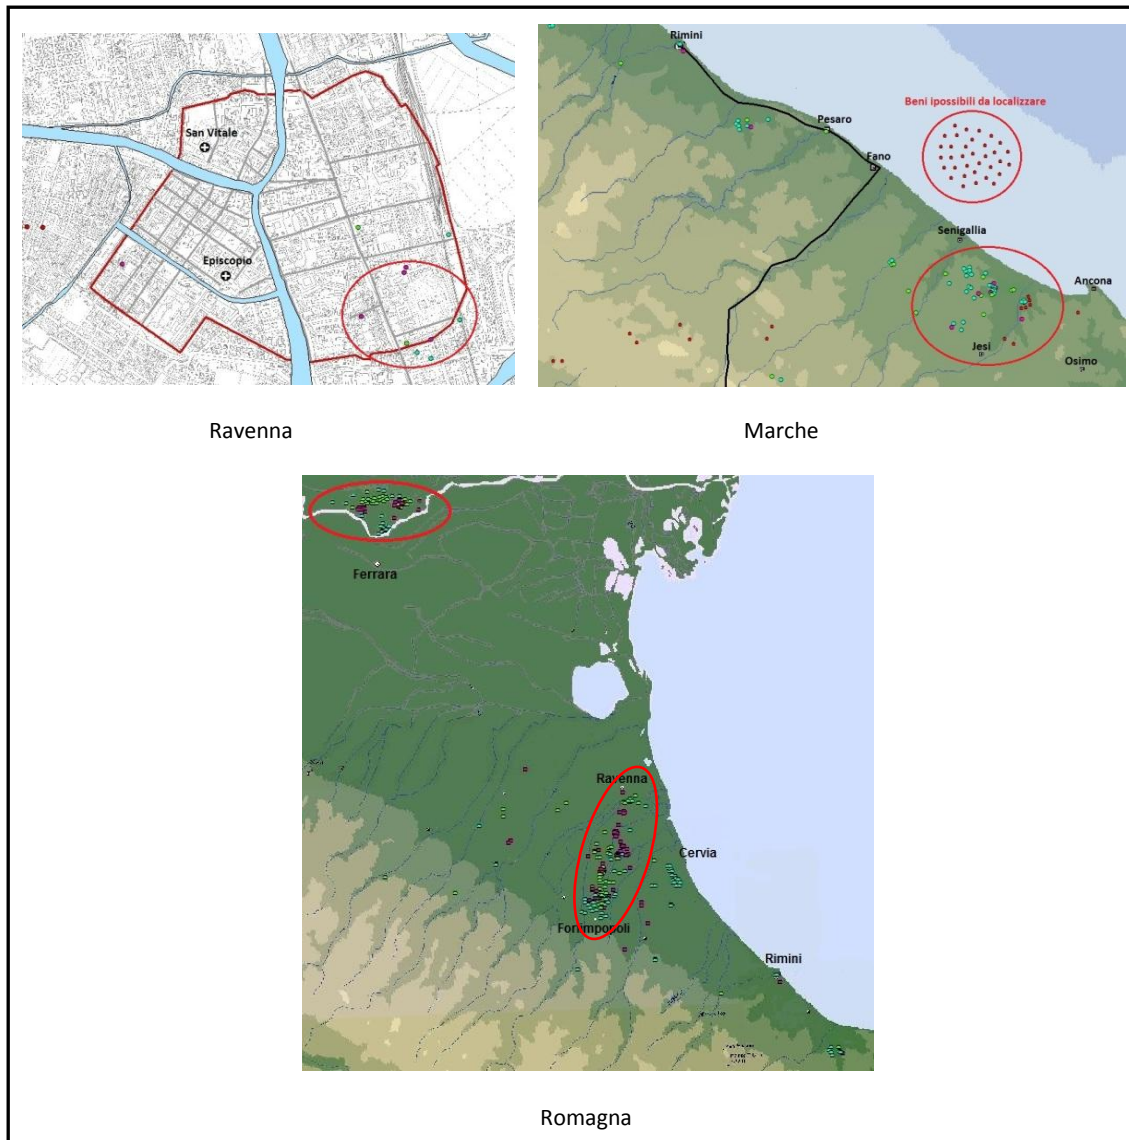 San Vitale
Episcopio
Rimini
Beni ipossibili da localizzare
Pesaro
Fano
Senigallia
Ancona
Jesi
Osimo
Ravenna
Marche
Ferrara
Ravenna
Cervia
Forlimpopoli
Rimini
Romagna